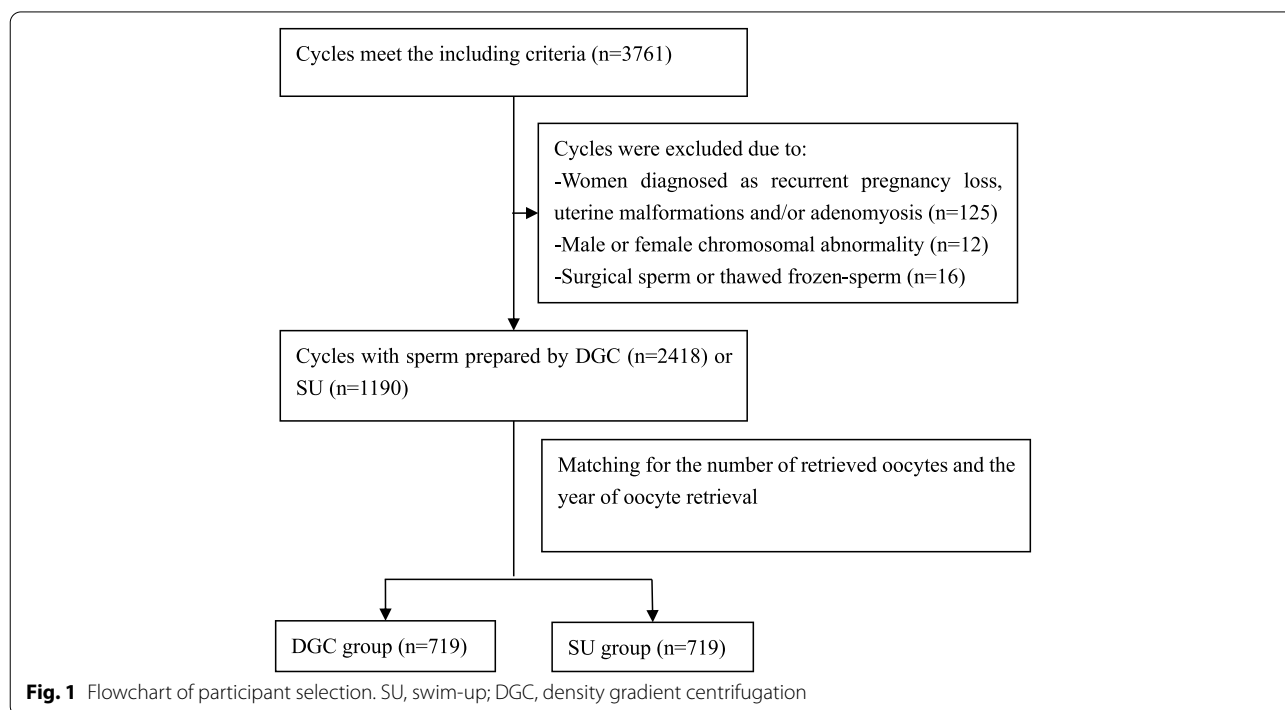 Cycles meet the including criteria (n=3761)
Cycles were excluded due to:
-Women diagnosed as recurrent pregnancy loss,
uterine malformations and/or adenomyosis (n=125)
-Male or female chromosomal abnormality (n=12)
-Surgical sperm or thawed frozen-sperm (n=16)
Cycles with sperm prepared by DGC (n=2418) or
SU (n=1190)
Matching for the number of retrieved oocytes and the
year of oocyte retrieval
DGC group (n=719)
SU group (n=719)
Fig. 1 Flowchart of participant selection. SU, swim-up; DGC, density gradient centrifugation